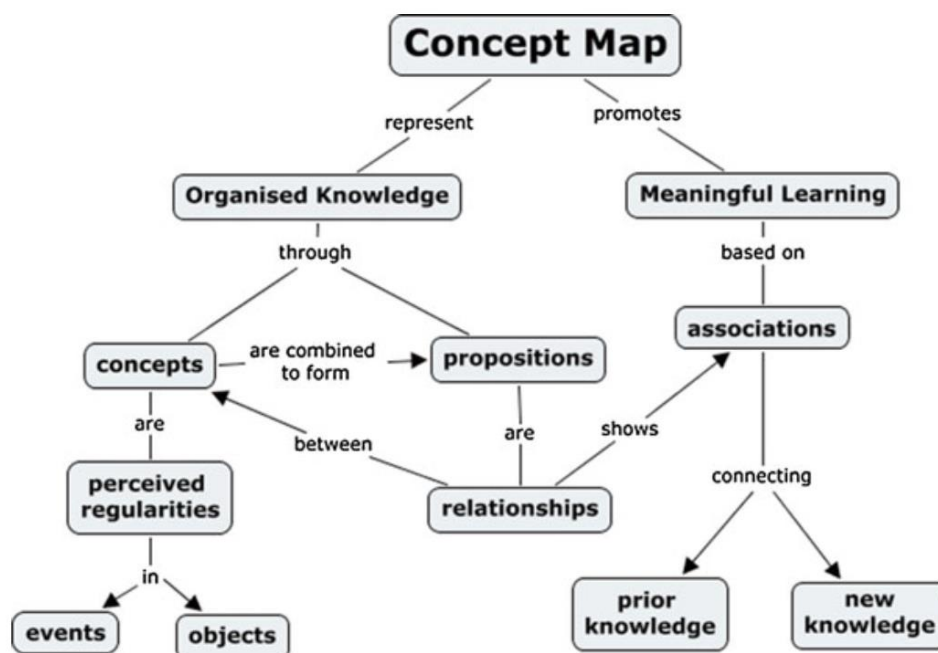 Concept Map
represent
promotes
Organised Knowledge
Meaningful Learning
through
based on
associations
concepts
are combined
to form
propositions
are
between
are
shows
perceived
regularities
relationships
connecting
in
events
objects
prior
knowledge
new
knowledge